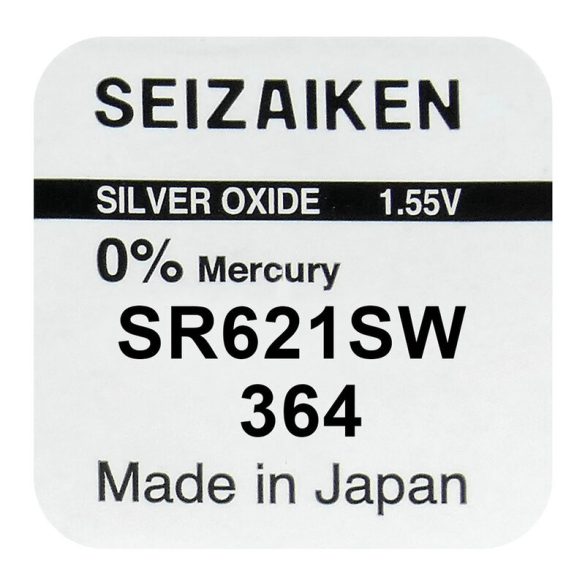 SEIZAIKEN
SILVER OXIDE 1.55V
0% Mercury
SR621SW
364
Made in Japan